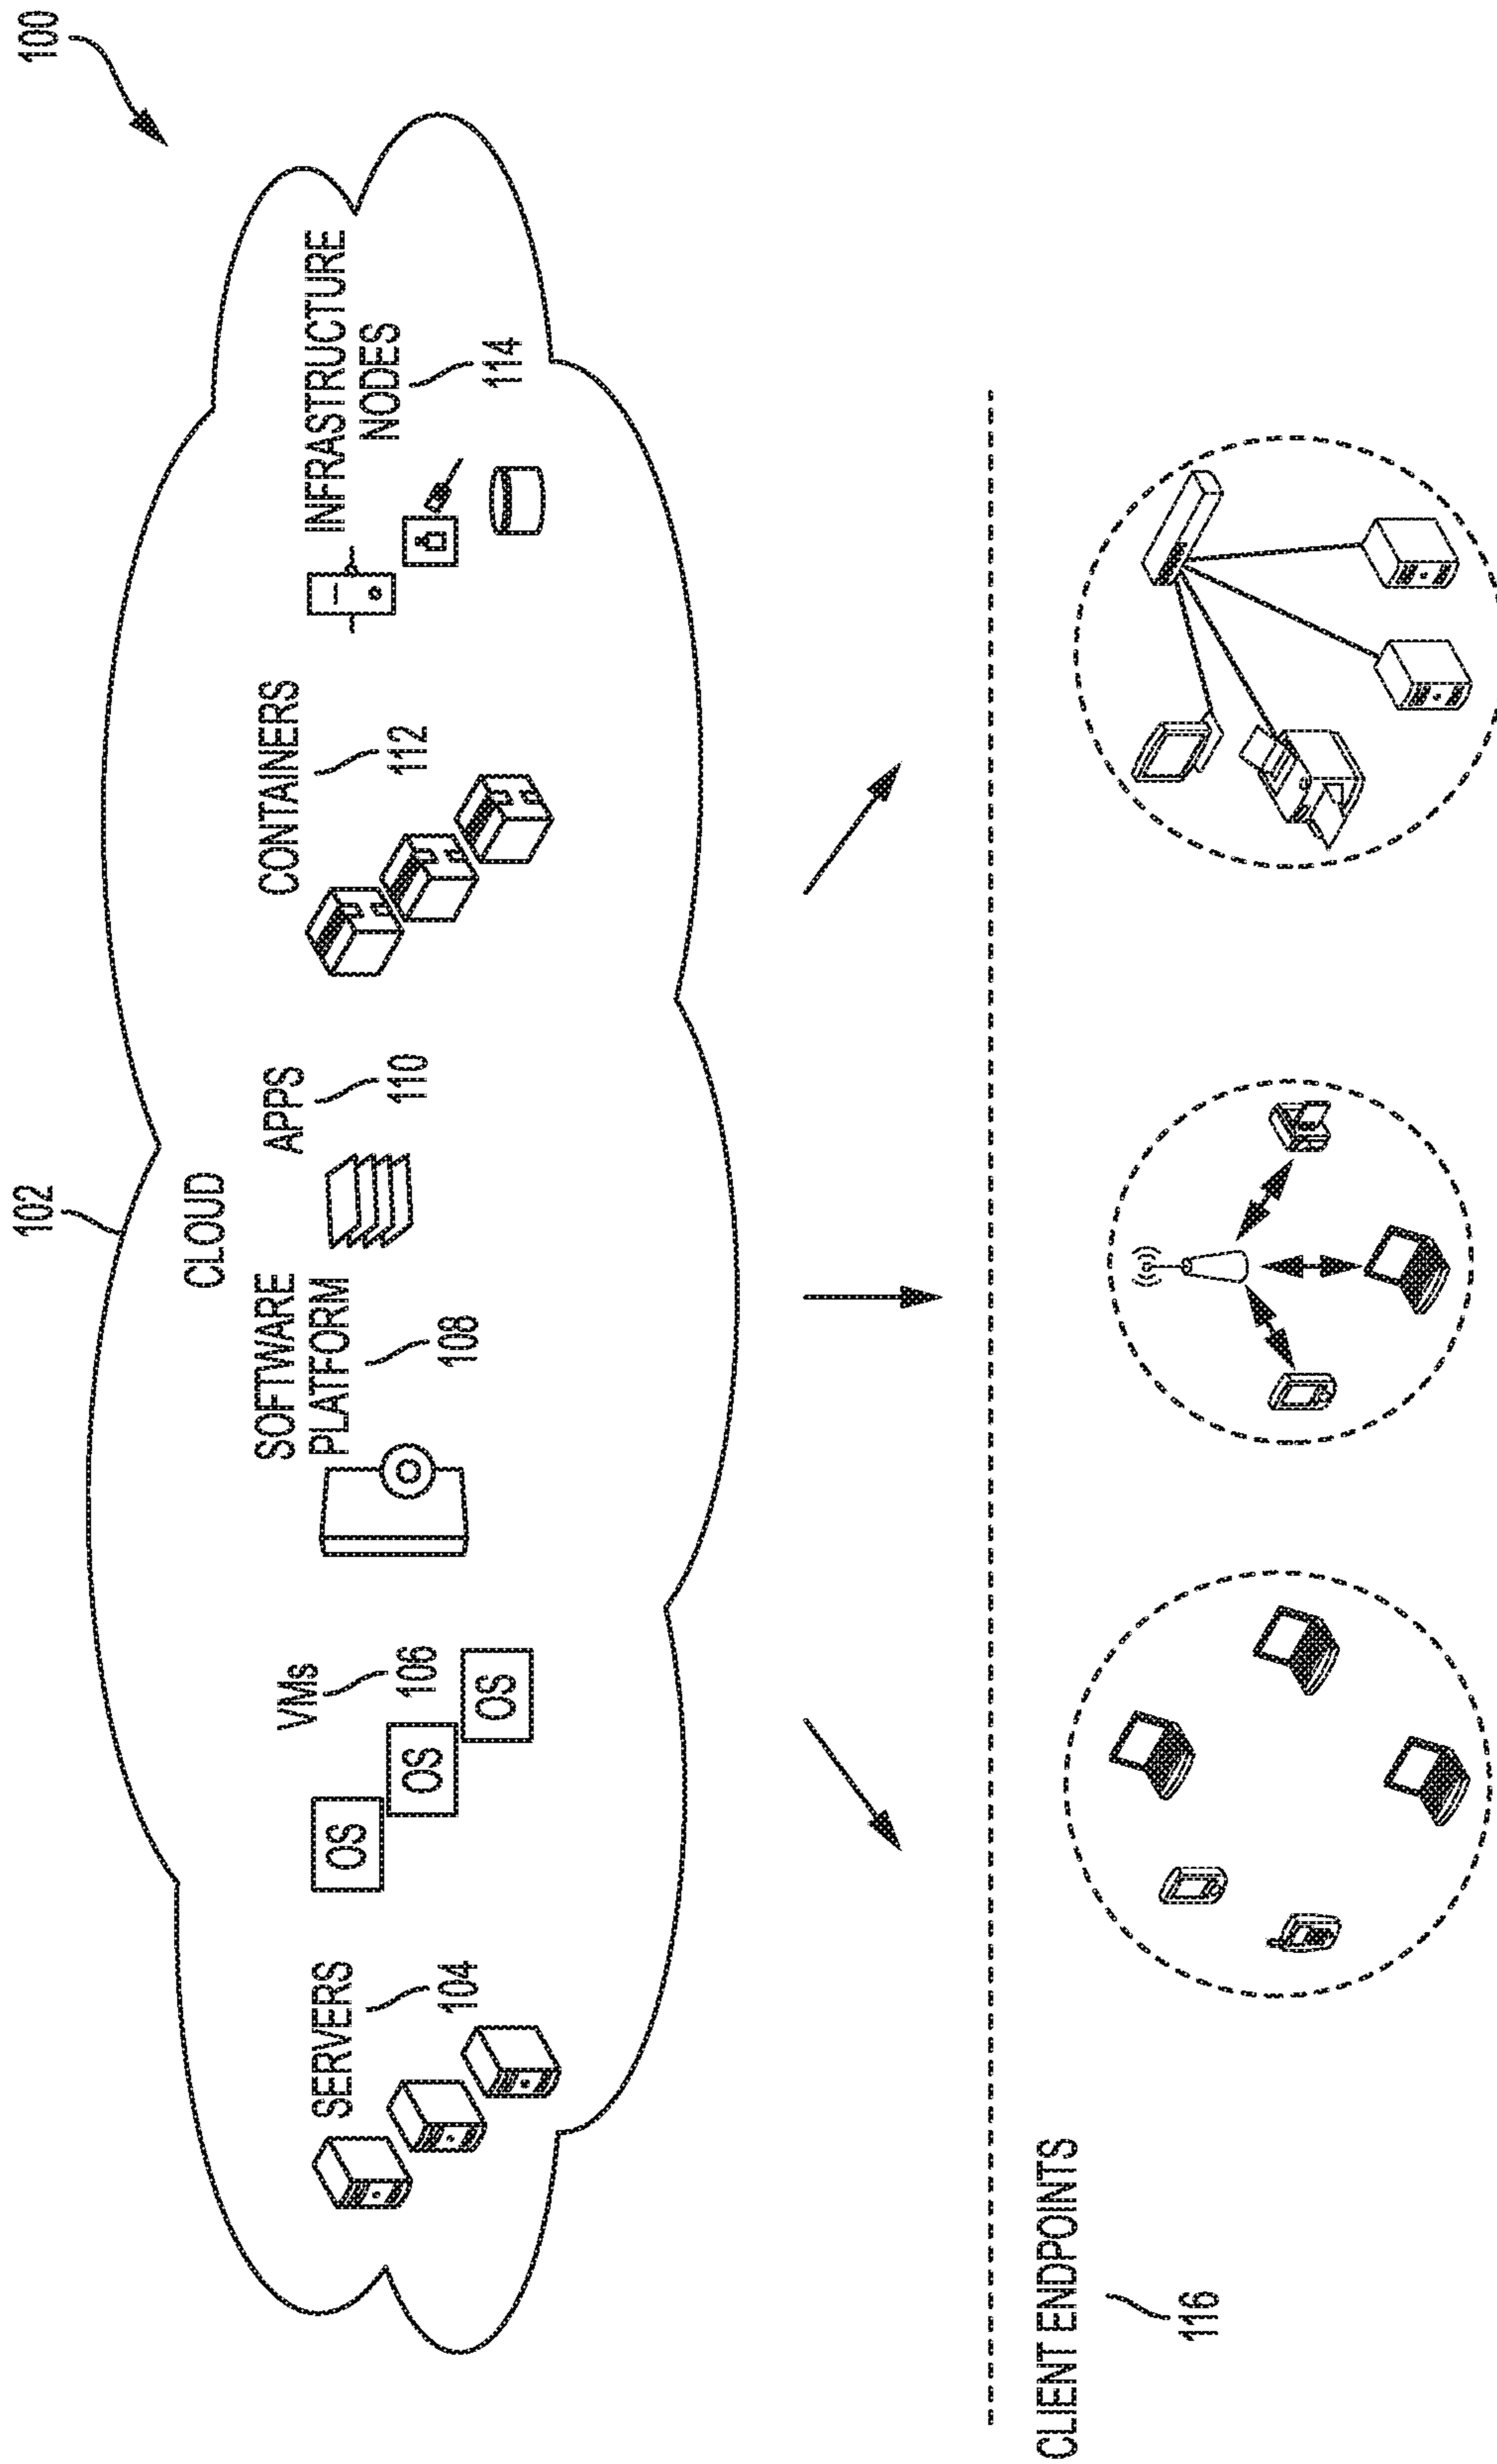 100
102
CLOUD
SERVERS
104
VMs
106
OS
OS
OS
SOFTWARE
PLATFORM
108
APPS
110
CONTAINERS
112
INFRASTRUCTURE
NODES
114
CLIENT ENDPOINTS
116